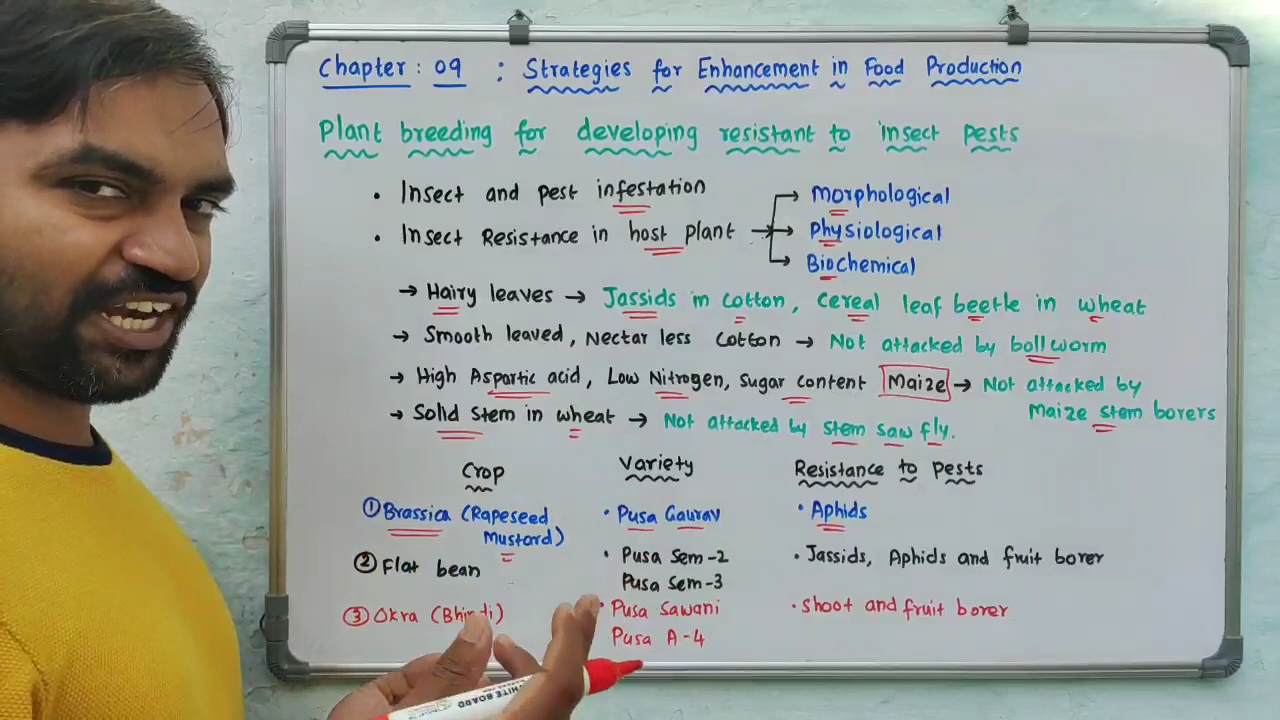 Chapter : 09 : Strategies for Enhancement in Food Production
Plant breeding for developing resistant to insect pests
• Insect and pest infestation
• Insect Resistance in host plant →
Morphological
Physiological
Biochemical
→ Hairy leaves → Jassids in cotton, cereal leaf beetle in wheat
→ Smooth leaved, Nectar less cotton → Not attacked by bollworm
→ High Aspartic acid, Low Nitrogen, Sugar content Maize → Not attacked by
Maize stem borers
→ Solid stem in wheat → Not attacked by stem saw fly.
Crop Variety Resistance to pests
① Brassica (Rapeseed • Pusa Gaurav • Aphids
Mustard)
② Flat bean • Pusa Sem-2 • Jassids, Aphids and fruit borer
Pusa Sem-3
③ Okra (Bhindi) • Pusa Sawani • shoot and fruit borer
Pusa A-4
WHITE BOARD